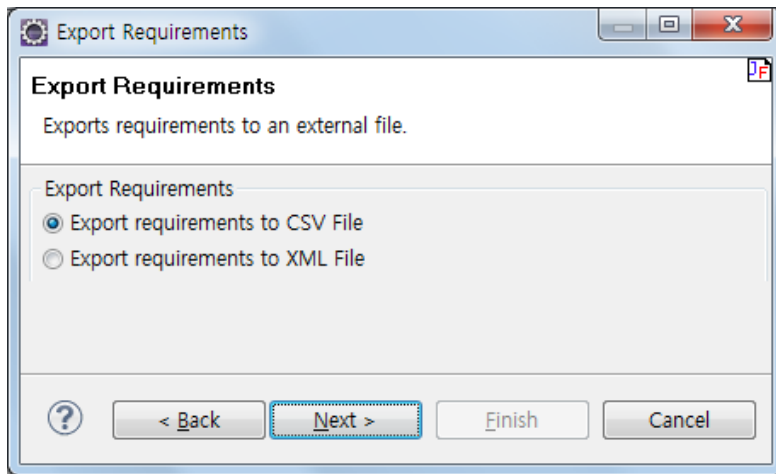 Export Requirements
Export Requirements
Exports requirements to an external file.
Export Requirements
Export requirements to CSV File
Export requirements to XML File
? < Back Next > Finish Cancel